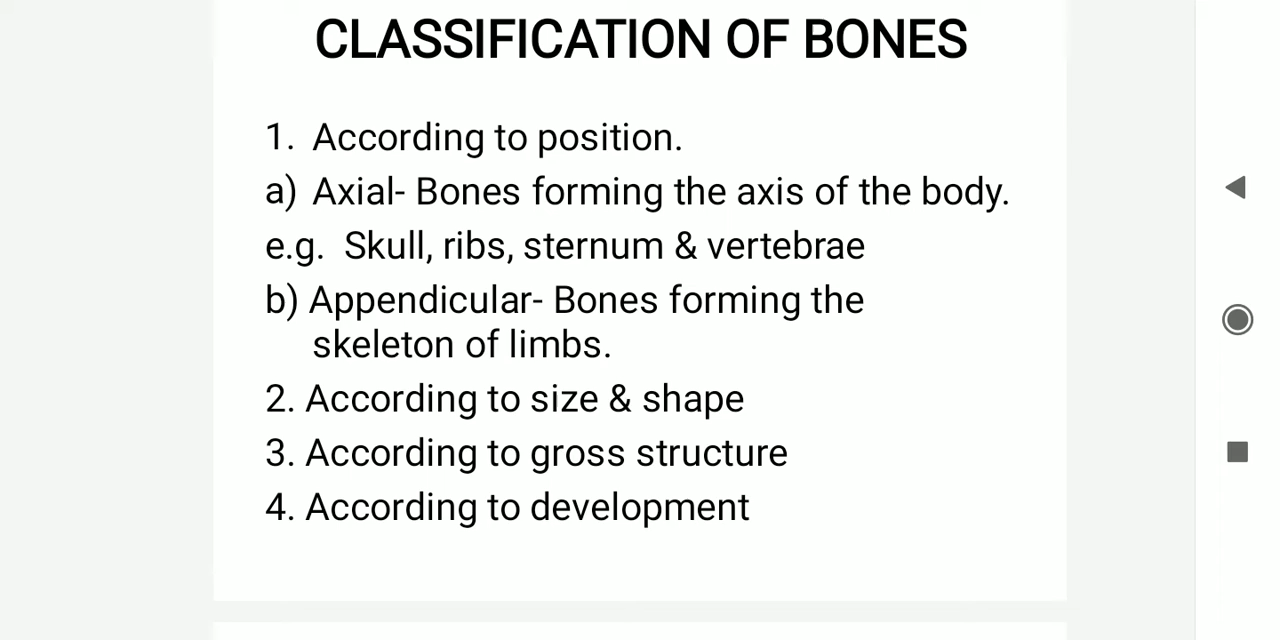 CLASSIFICATION OF BONES
1. According to position.
a) Axial- Bones forming the axis of the body.
e.g. Skull, ribs, sternum & vertebrae
b) Appendicular- Bones forming the
skeleton of limbs.
2. According to size & shape
3. According to gross structure
4. According to development